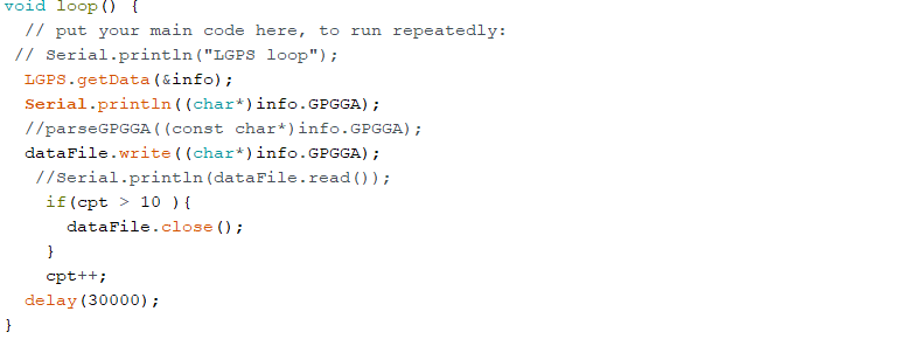 void loop() {
  // put your main code here, to run repeatedly:
 // Serial.println("LGPS loop");
  LGPS.getData(&info);
  Serial.println((char*)info.GPGGA);
  //parseGPGGA((const char*)info.GPGGA);
  dataFile.write((char*)info.GPGGA);
   //Serial.println(dataFile.read());
    if(cpt > 10 ){
      dataFile.close();
    }
    cpt++;
  delay(30000);
}